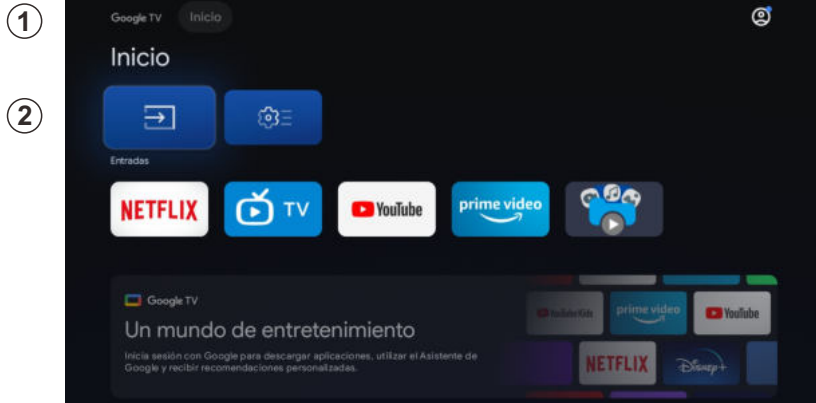 1
Google TV Inicio
Inicio
2
Entradas
NETFLIX TV YouTube prime video
Google TV
Un mundo de entretenimiento
Inicia sesión con Google para descargar aplicaciones, utilizar el Asistente de
Google y recibir recomendaciones personalizadas.
YouTube Kids prime video YouTube
NETFLIX Disney+